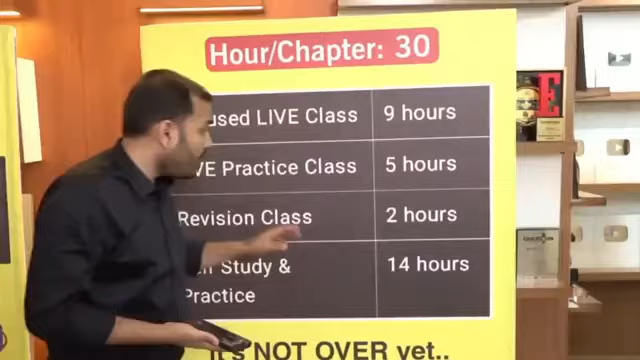 Hour/Chapter: 30
used LIVE Class 9 hours
VE Practice Class 5 hours
Revision Class 2 hours
Study & 14 hours
Practice
It's NOT OVER yet..